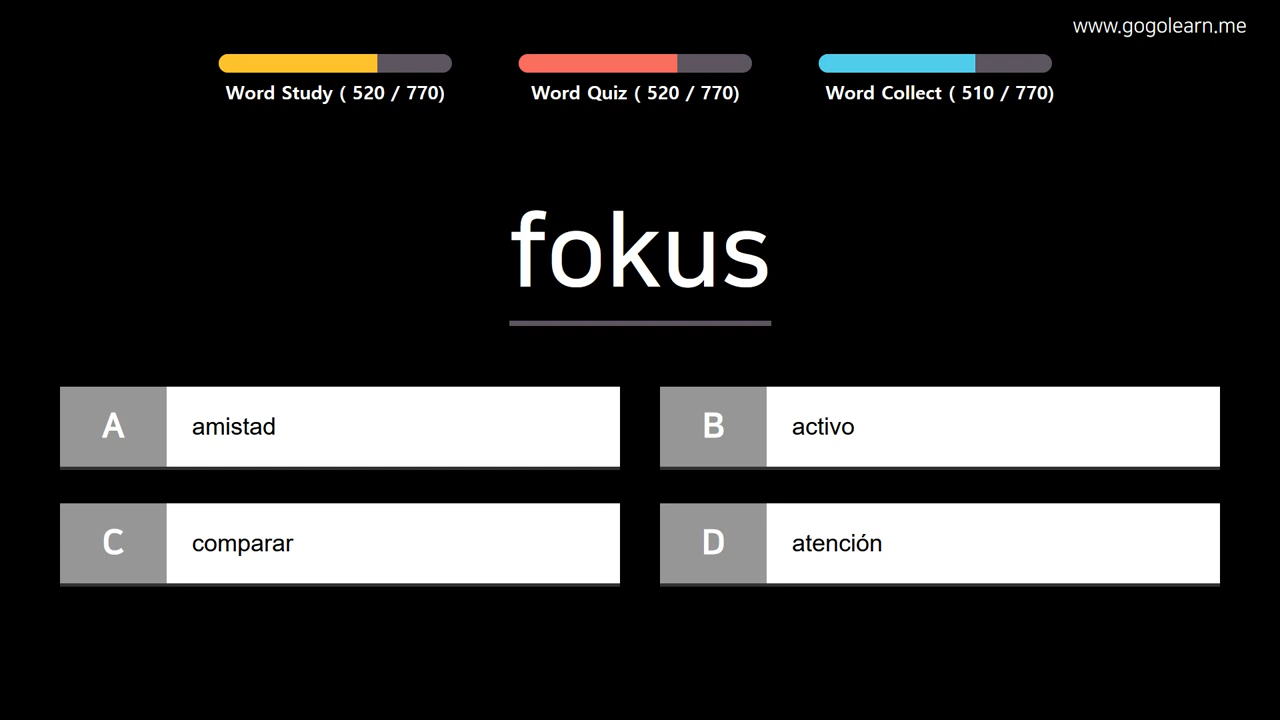 www.gogolearn.me
Word Study ( 520 / 770)
Word Quiz ( 520 / 770)
Word Collect ( 510 / 770)
fokus
A amistad
B activo
C comparar
D atención